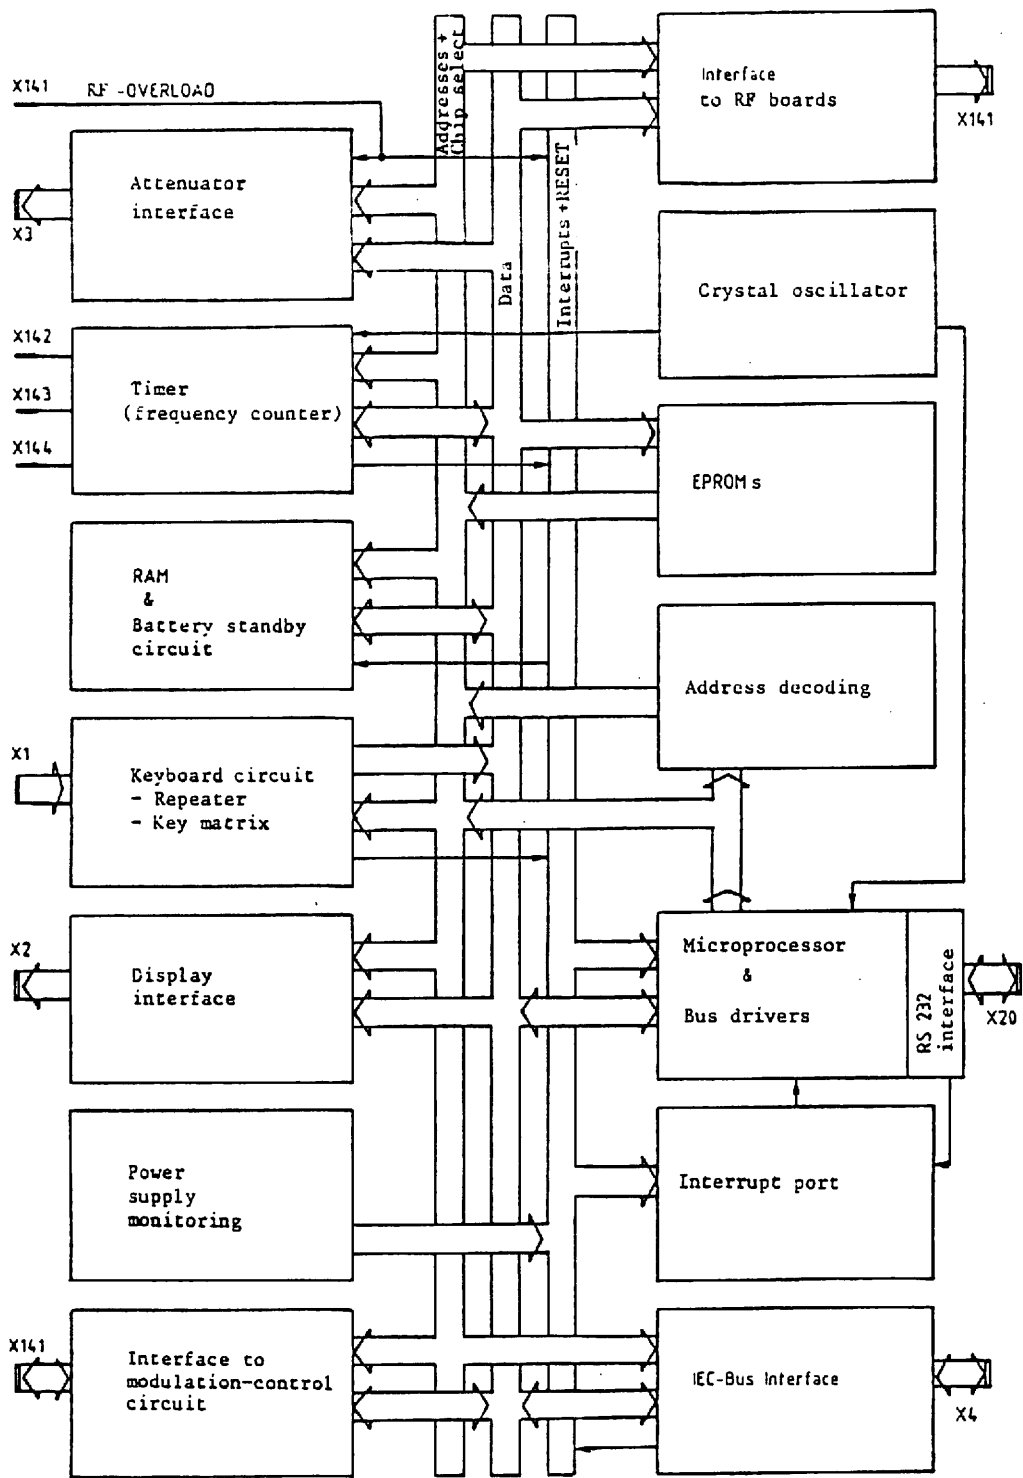 Addresses +
Chip select
Data
Interrupts +RESET
X141
RF -OVERLOAD
Attenuator
interface
X3
Interface
to RF boards
X141
Crystal oscillator
X142
X143
X144
Timer
(frequency counter)
EPROMs
RAM
&
Battery standby
circuit
Address decoding
X1
Keyboard circuit
- Repeater
- Key matrix
X2
Display
interface
Microprocessor
&
Bus drivers
RS 232
interface
X20
Power
supply
monitoring
Interrupt port
X141
Interface to
modulation-control
circuit
IEC-Bus Interface
X4